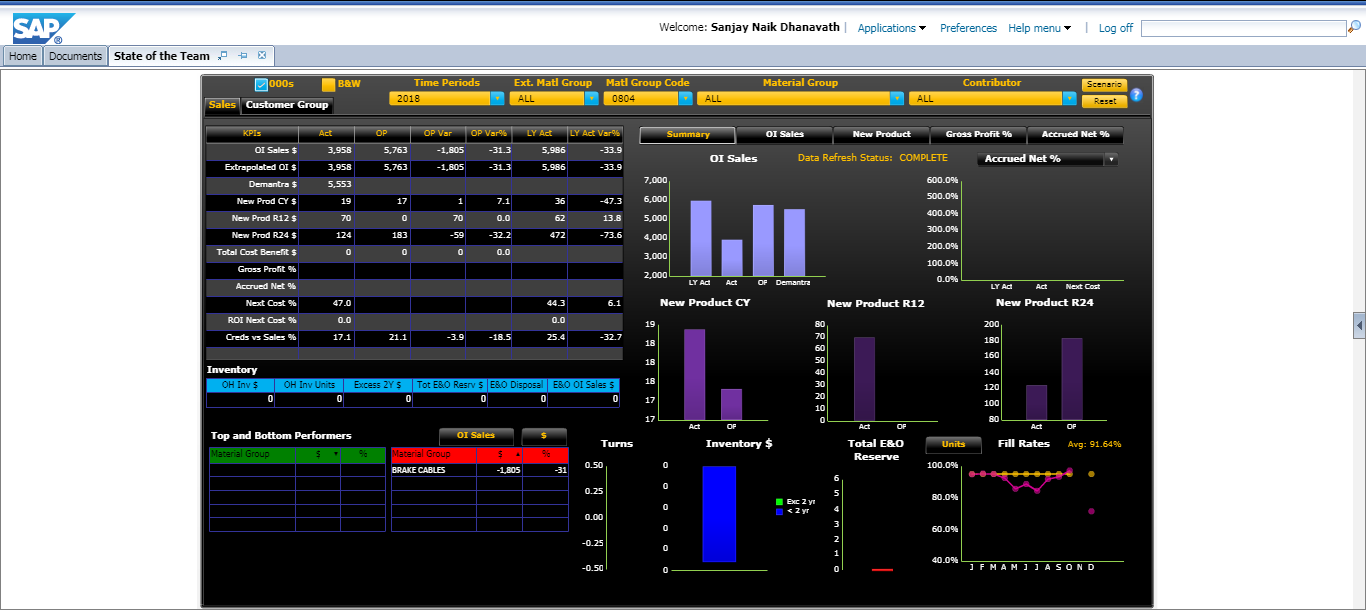 SAP®
Welcome: Sanjay Naik Dhanavath | Applications Preferences Help menu | Log off
Home Documents State of the Team
000s B&W Time Periods Ext. Matl Group Matl Group Code Material Group Contributor Scenario
Sales Customer Group 2018 ALL 0804 ALL ALL Reset ?
KPIs Act OP OP Var OP Var% LY Act LY Act Var%
OI Sales $ 3,958 5,763 -1,805 -31.3 5,986 -33.9
Extrapolated OI $ 3,958 5,763 -1,805 -31.3 5,986 -33.9
Demantra $ 5,553
New Prod CY $ 19 17 1 7.1 36 -47.3
New Prod R12 $ 70 0 70 0.0 62 13.8
New Prod R24 $ 124 183 -59 -32.2 472 -73.6
Total Cost Benefit $ 0 0 0 0.0
Gross Profit %
Accrued Net %
Next Cost % 47.0 44.3 6.1
ROI Next Cost % 0.0 0.0
Creds vs Sales % 17.1 21.1 -3.9 -18.5 25.4 -32.7
Inventory
OH Inv $ OH Inv Units Excess 2Y $ Tot E&O Resrv $ E&O Disposal E&O OI Sales $
0 0 0 0 0 0
Top and Bottom Performers OI Sales $
Material Group $ % Material Group $ %
BRAKE CABLES -1,805 -31
Summary OI Sales New Product Gross Profit % Accrued Net %
OI Sales Data Refresh Status: COMPLETE Accrued Net %
7,000
6,000
5,000
4,000
3,000
2,000
LY Act Act OP Demantra
600.0%
500.0%
400.0%
300.0%
200.0%
100.0%
0.0%
LY Act Act Next Cost
New Product CY
19
18
18
18
17
17
Act OP
New Product R12
80
70
60
50
40
30
20
10
0
Act OP
New Product R24
200
180
160
140
120
100
80
Act OP
Turns
0.50
0.25
0.00
-0.25
-0.50
Inventory $
0
0
0
0
0
0
Exc 2 yr
< 2 yr
Total E&O
Reserve
6
5
4
3
2
1
0
Units Fill Rates Avg: 91.64%
100.0%
80.0%
60.0%
40.0%
J F M A M J J A S O N D